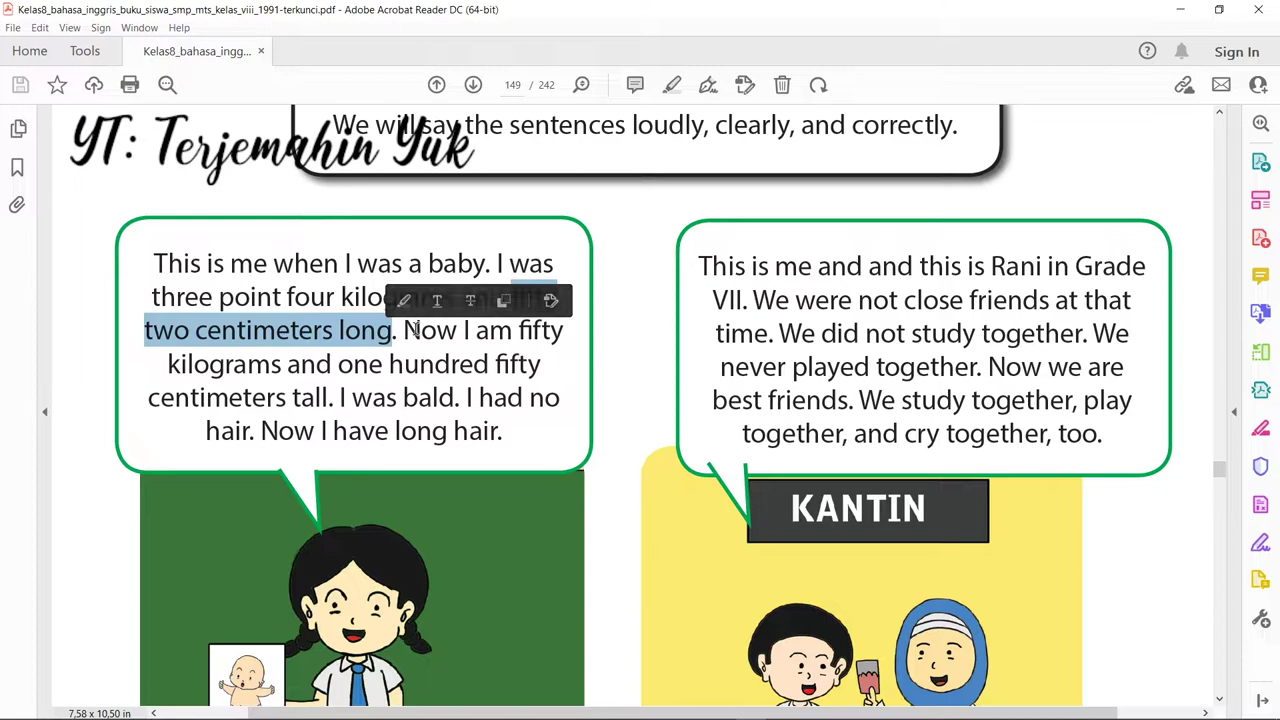 Kelas8_bahasa_inggris_buku_siswa_smp_mts_kelas_viii_1991-terkunci.pdf - Adobe Acrobat Reader DC (64-bit)
File Edit View Sign Window Help
Home Tools Kelas8_bahasa_ingg... × Sign In
149 / 242
We will say the sentences loudly, clearly, and correctly.
YT: Terjemahin Yuk
This is me when I was a baby. I was
three point four kilo
two centimeters long. Now I am fifty
kilograms and one hundred fifty
centimeters tall. I was bald. I had no
hair. Now I have long hair.
This is me and and this is Rani in Grade
VII. We were not close friends at that
time. We did not study together. We
never played together. Now we are
best friends. We study together, play
together, and cry together, too.
KANTIN
7,58 x 10,50 in